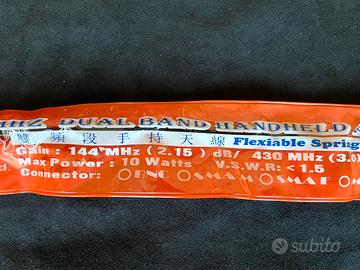 HZ DUAL BAND HANDHELD
雙頻段手持天線 Flexiable Spring
Gain : 144 MHz ( 2.15 ) dB/ 430 MHz (3.0
Max Power : 10 Watts V.S.W.R: < 1.5
Connector: BNC SMAM SMAF
subito